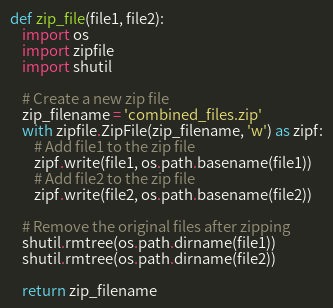 def zip_file(file1, file2):
    import os
    import zipfile
    import shutil

    # Create a new zip file
    zip_filename = 'combined_files.zip'
    with zipfile.ZipFile(zip_filename, 'w') as zipf:
        # Add file1 to the zip file
        zipf.write(file1, os.path.basename(file1))
        # Add file2 to the zip file
        zipf.write(file2, os.path.basename(file2))

    # Remove the original files after zipping
    shutil.rmtree(os.path.dirname(file1))
    shutil.rmtree(os.path.dirname(file2))

    return zip_filename